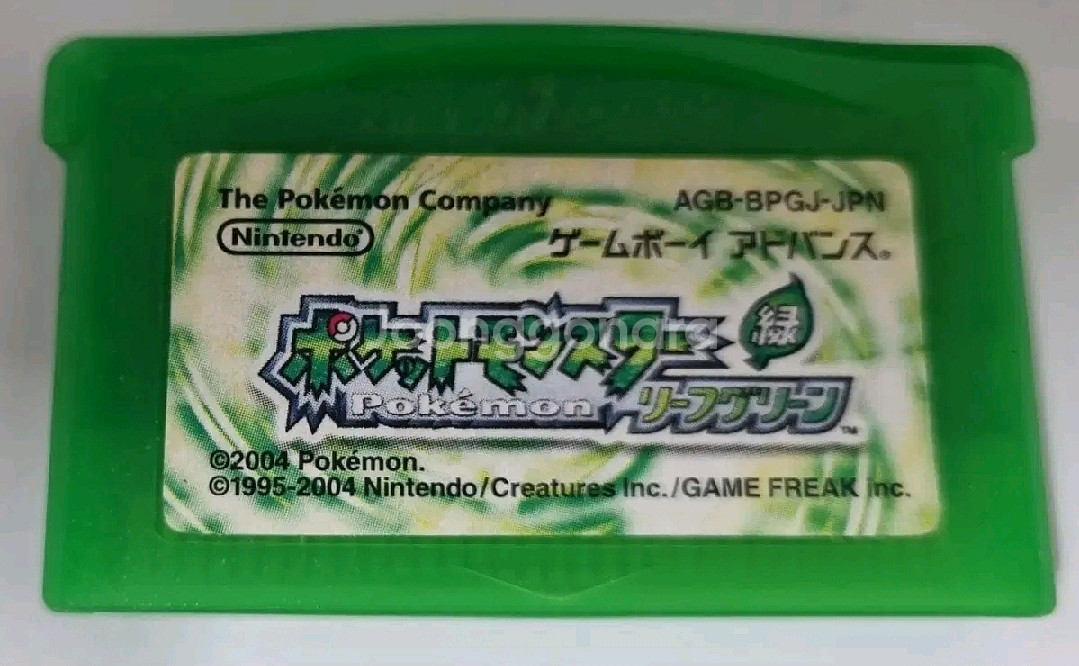 The Pokémon Company
AGB-BPGJ-JPN
Nintendo®
ゲームボーイ アドバンス®
ポケットモンスター
緑
Pokémon
リーフグリーン™
©2004 Pokémon.
©1995-2004 Nintendo/Creatures Inc./GAME FREAK inc.